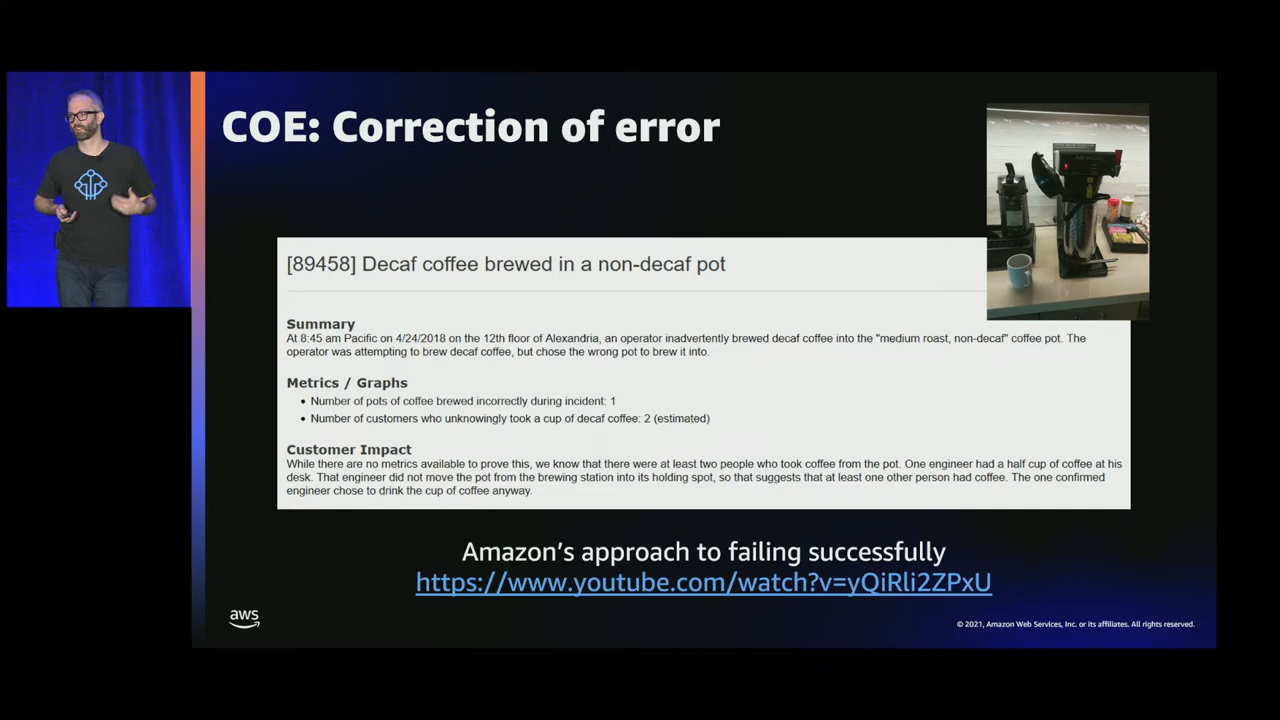 COE: Correction of error
[89458] Decaf coffee brewed in a non-decaf pot
Summary
At 8:45 am Pacific on 4/24/2018 on the 12th floor of Alexandria, an operator inadvertently brewed decaf coffee into the "medium roast, non-decaf" coffee pot. The
operator was attempting to brew decaf coffee, but chose the wrong pot to brew it into.
Metrics / Graphs
• Number of pots of coffee brewed incorrectly during incident: 1
• Number of customers who unknowingly took a cup of decaf coffee: 2 (estimated)
Customer Impact
While there are no metrics available to prove this, we know that there were at least two people who took coffee from the pot. One engineer had a half cup of coffee at his
desk. That engineer did not move the pot from the brewing station into its holding spot, so that suggests that at least one other person had coffee. The one confirmed
engineer chose to drink the cup of coffee anyway.
Amazon's approach to failing successfully
https://www.youtube.com/watch?v=yQiRli2ZPxU
aws
© 2021, Amazon Web Services, Inc. or its affiliates. All rights reserved.